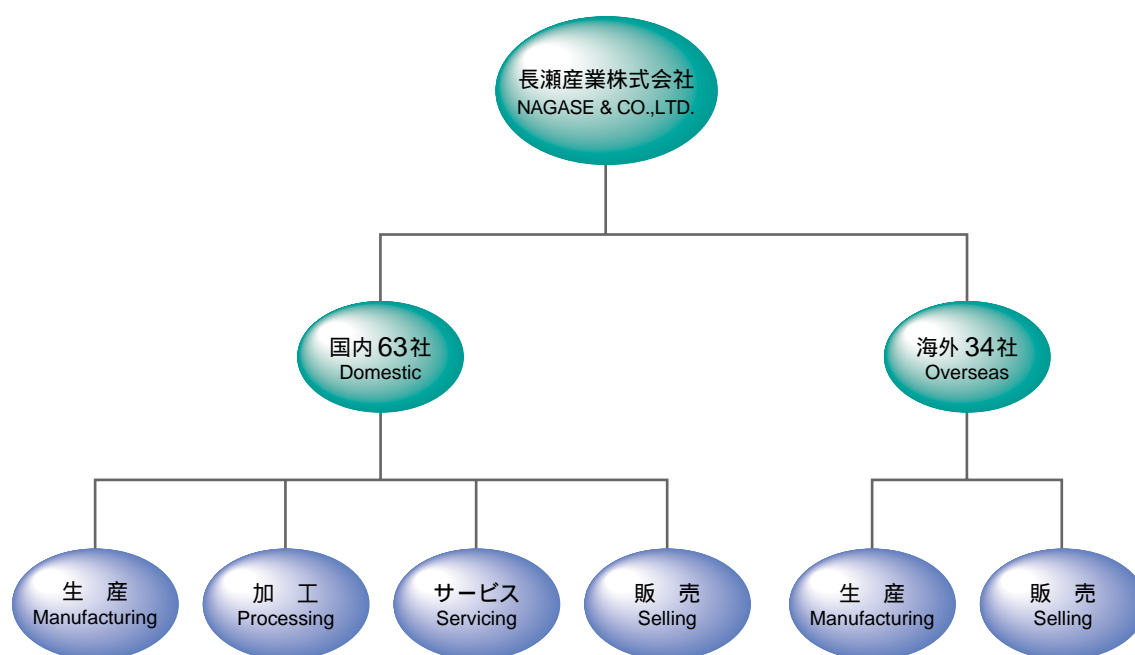 長瀬産業株式会社
NAGASE & CO.,LTD.
国内 63社
Domestic
海外 34社
Overseas
生　産
Manufacturing
加　工
Processing
サービス
Servicing
販　売
Selling
生　産
Manufacturing
販　売
Selling